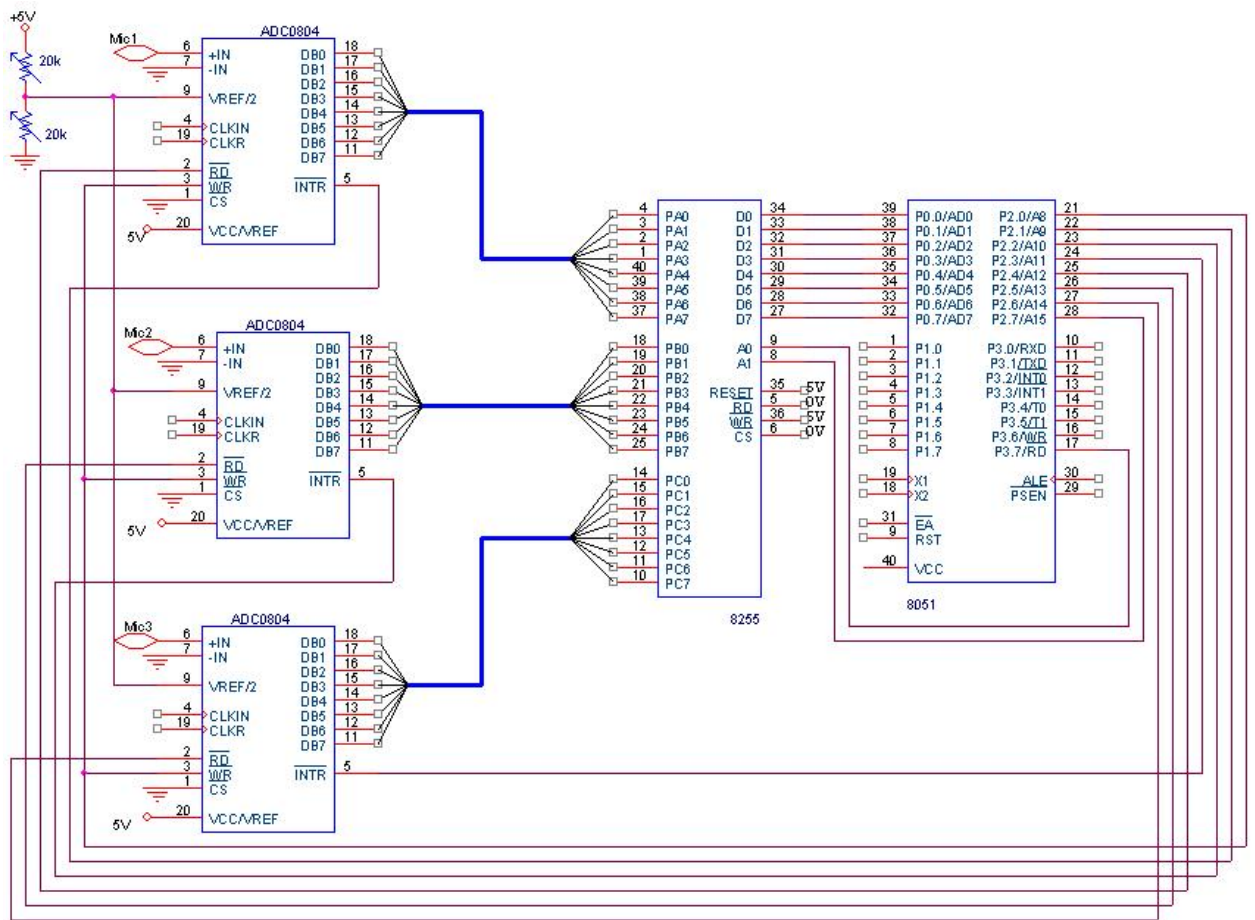 +5V
20k
20k
Mic1
ADC0804
6 +IN DB0 18
7 -IN DB1 17
DB2 16
9 VREF/2 DB3 15
DB4 14
4 CLKIN DB5 13
19 CLKR DB6 12
DB7 11
2 RD
3 WR INTR 5
1 CS
20 VCC/VREF
5V
Mic2
ADC0804
6 +IN DB0 18
7 -IN DB1 17
DB2 16
9 VREF/2 DB3 15
DB4 14
4 CLKIN DB5 13
19 CLKR DB6 12
DB7 11
2 RD
3 WR INTR 5
1 CS
20 VCC/VREF
5V
Mic3
ADC0804
6 +IN DB0 18
7 -IN DB1 17
DB2 16
9 VREF/2 DB3 15
DB4 14
4 CLKIN DB5 13
19 CLKR DB6 12
DB7 11
2 RD
3 WR INTR 5
1 CS
20 VCC/VREF
5V
4 PA0 D0 34
3 PA1 D1 33
2 PA2 D2 32
1 PA3 D3 31
40 PA4 D4 30
39 PA5 D5 29
38 PA6 D6 28
37 PA7 D7 27
18 PB0 A0 9
19 PB1 A1 8
20 PB2
21 PB3 RESET 35 5V
22 PB4 RD 5 0V
23 PB5 WR 36 5V
24 PB6 CS 6 0V
25 PB7
14 PC0
15 PC1
16 PC2
17 PC3
13 PC4
12 PC5
11 PC6
10 PC7
8255
39 P0.0/AD0 P2.0/A8 21
38 P0.1/AD1 P2.1/A9 22
37 P0.2/AD2 P2.2/A10 23
36 P0.3/AD3 P2.3/A11 24
35 P0.4/AD4 P2.4/A12 25
34 P0.5/AD5 P2.5/A13 26
33 P0.6/AD6 P2.6/A14 27
32 P0.7/AD7 P2.7/A15 28
1 P1.0 P3.0/RXD 10
2 P1.1 P3.1/TXD 11
3 P1.2 P3.2/INT0 12
4 P1.3 P3.3/INT1 13
5 P1.4 P3.4/T0 14
6 P1.5 P3.5/T1 15
7 P1.6 P3.6/WR 16
8 P1.7 P3.7/RD 17
19 X1 ALE 30
18 X2 PSEN 29
31 EA
9 RST
40 VCC
8051